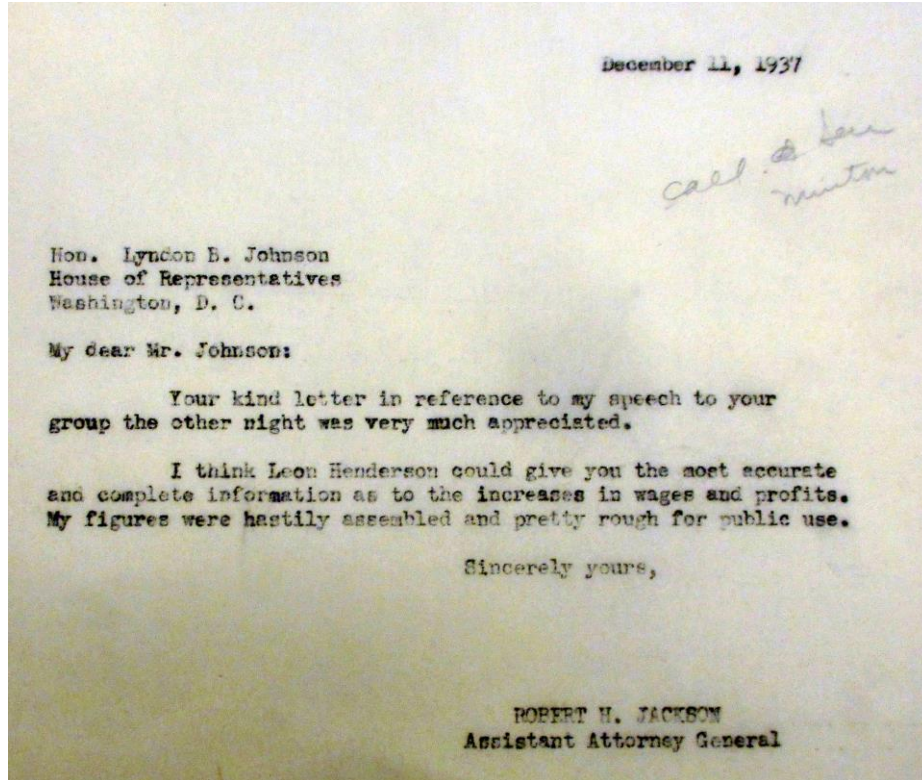 December 11, 1937
Call Sen
Minton
Hon. Lyndon B. Johnson
House of Representatives
Washington, D. C.
My dear Mr. Johnson:
Your kind letter in reference to my speech to your
group the other night was very much appreciated.
I think Leon Henderson could give you the most accurate
and complete information as to the increases in wages and profits.
My figures were hastily assembled and pretty rough for public use.
Sincerely yours,
ROBERT H. JACKSON
Assistant Attorney General